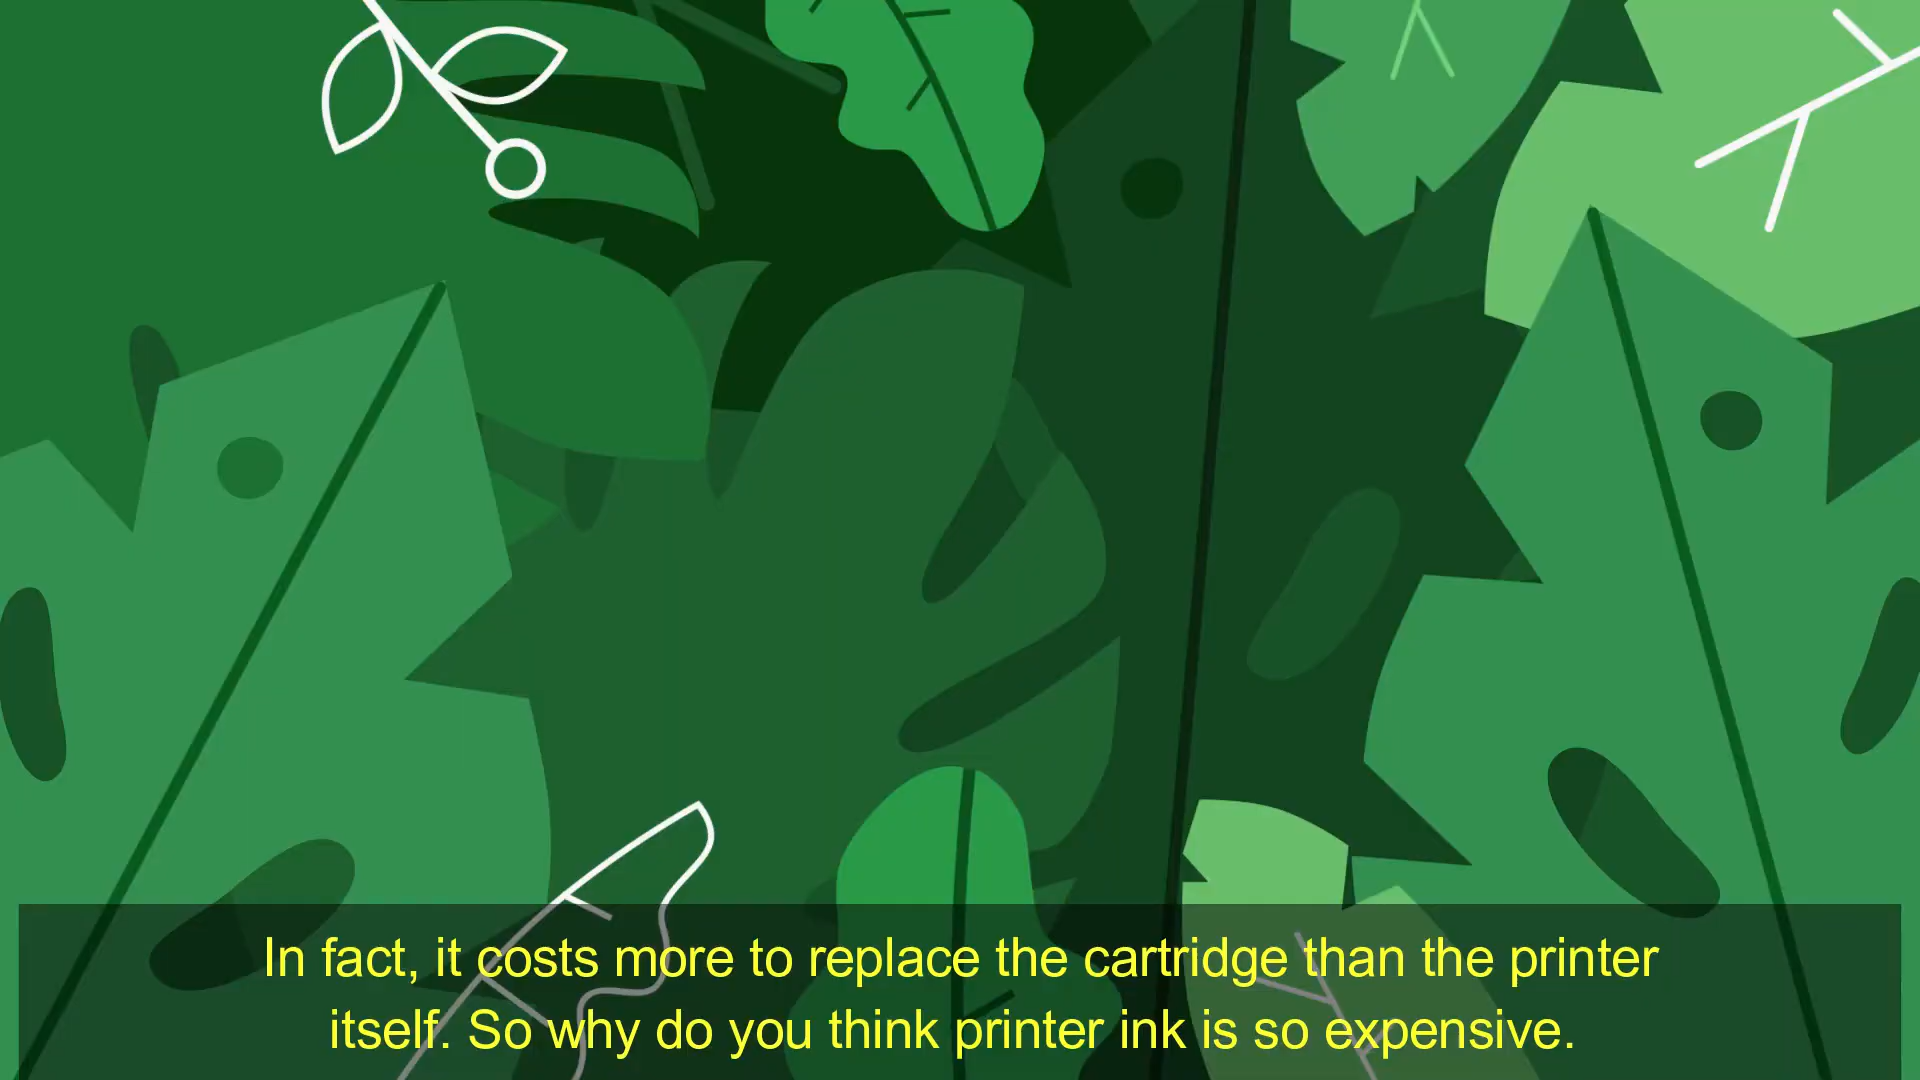 In fact, it costs more to replace the cartridge than the printer
itself. So why do you think printer ink is so expensive.